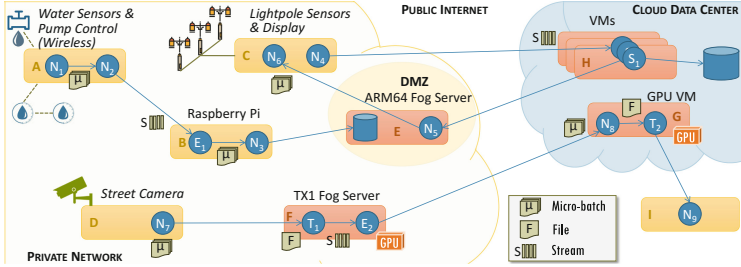 Water Sensors &
Pump Control
(Wireless)
Lightpole Sensors
& Display
PUBLIC INTERNET
CLOUD DATA CENTER
VMs
S
A
N1
N2
μ
C
N6
N4
μ
H
S1
DMZ
ARM64 Fog Server
GPU VM
Raspberry Pi
S
B
E1
N3
μ
E
N5
μ
N8
F
T2
G
GPU
Street Camera
D
N7
μ
TX1 Fog Server
F
T1
E2
F
S
GPU
μ
Micro-batch
F
File
S
Stream
I
N9
PRIVATE NETWORK